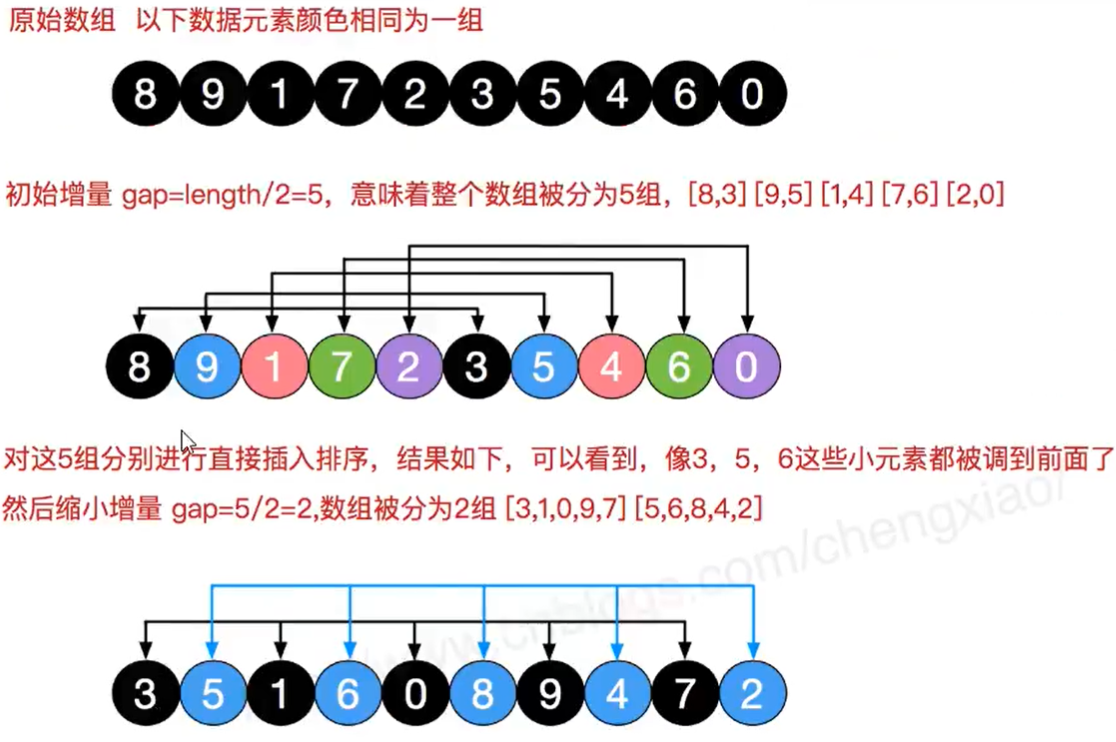 原始数组 以下数据元素颜色相同为一组
8 9 1 7 2 3 5 4 6 0
初始增量 gap=length/2=5，意味着整个数组被分为5组，[8,3] [9,5] [1,4] [7,6] [2,0]
8 9 1 7 2 3 5 4 6 0
对这5组分别进行直接插入排序，结果如下，可以看到，像3，5，6这些小元素都被调到前面了
然后缩小增量 gap=5/2=2,数组被分为2组 [3,1,0,9,7] [5,6,8,4,2]
www.cnblogs.com/chengxiao/
3 5 1 6 0 8 9 4 7 2